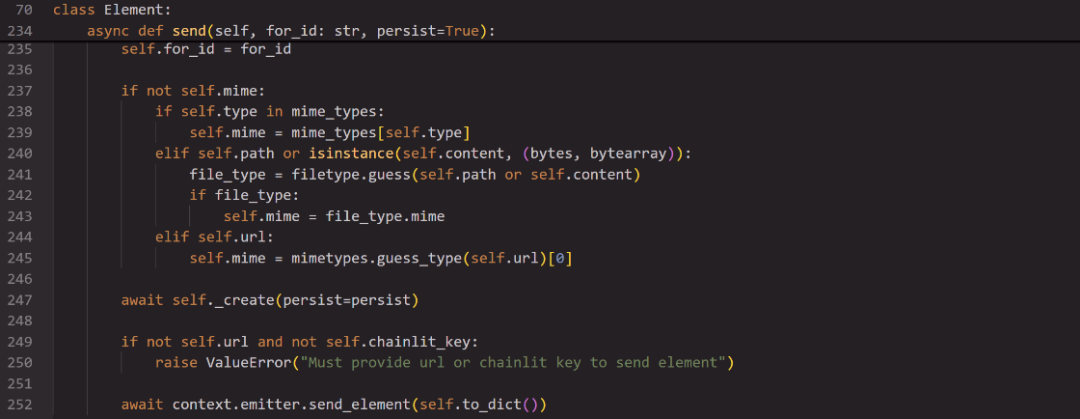 70 class Element:
234     async def send(self, for_id: str, persist=True):
235         self.for_id = for_id
236
237         if not self.mime:
238             if self.type in mime_types:
239                 self.mime = mime_types[self.type]
240             elif self.path or isinstance(self.content, (bytes, bytearray)):
241                 file_type = filetype.guess(self.path or self.content)
242                 if file_type:
243                     self.mime = file_type.mime
244             elif self.url:
245                 self.mime = mimetypes.guess_type(self.url)[0]
246
247         await self._create(persist=persist)
248
249         if not self.url and not self.chainlit_key:
250             raise ValueError("Must provide url or chainlit key to send element")
251
252         await context.emitter.send_element(self.to_dict())